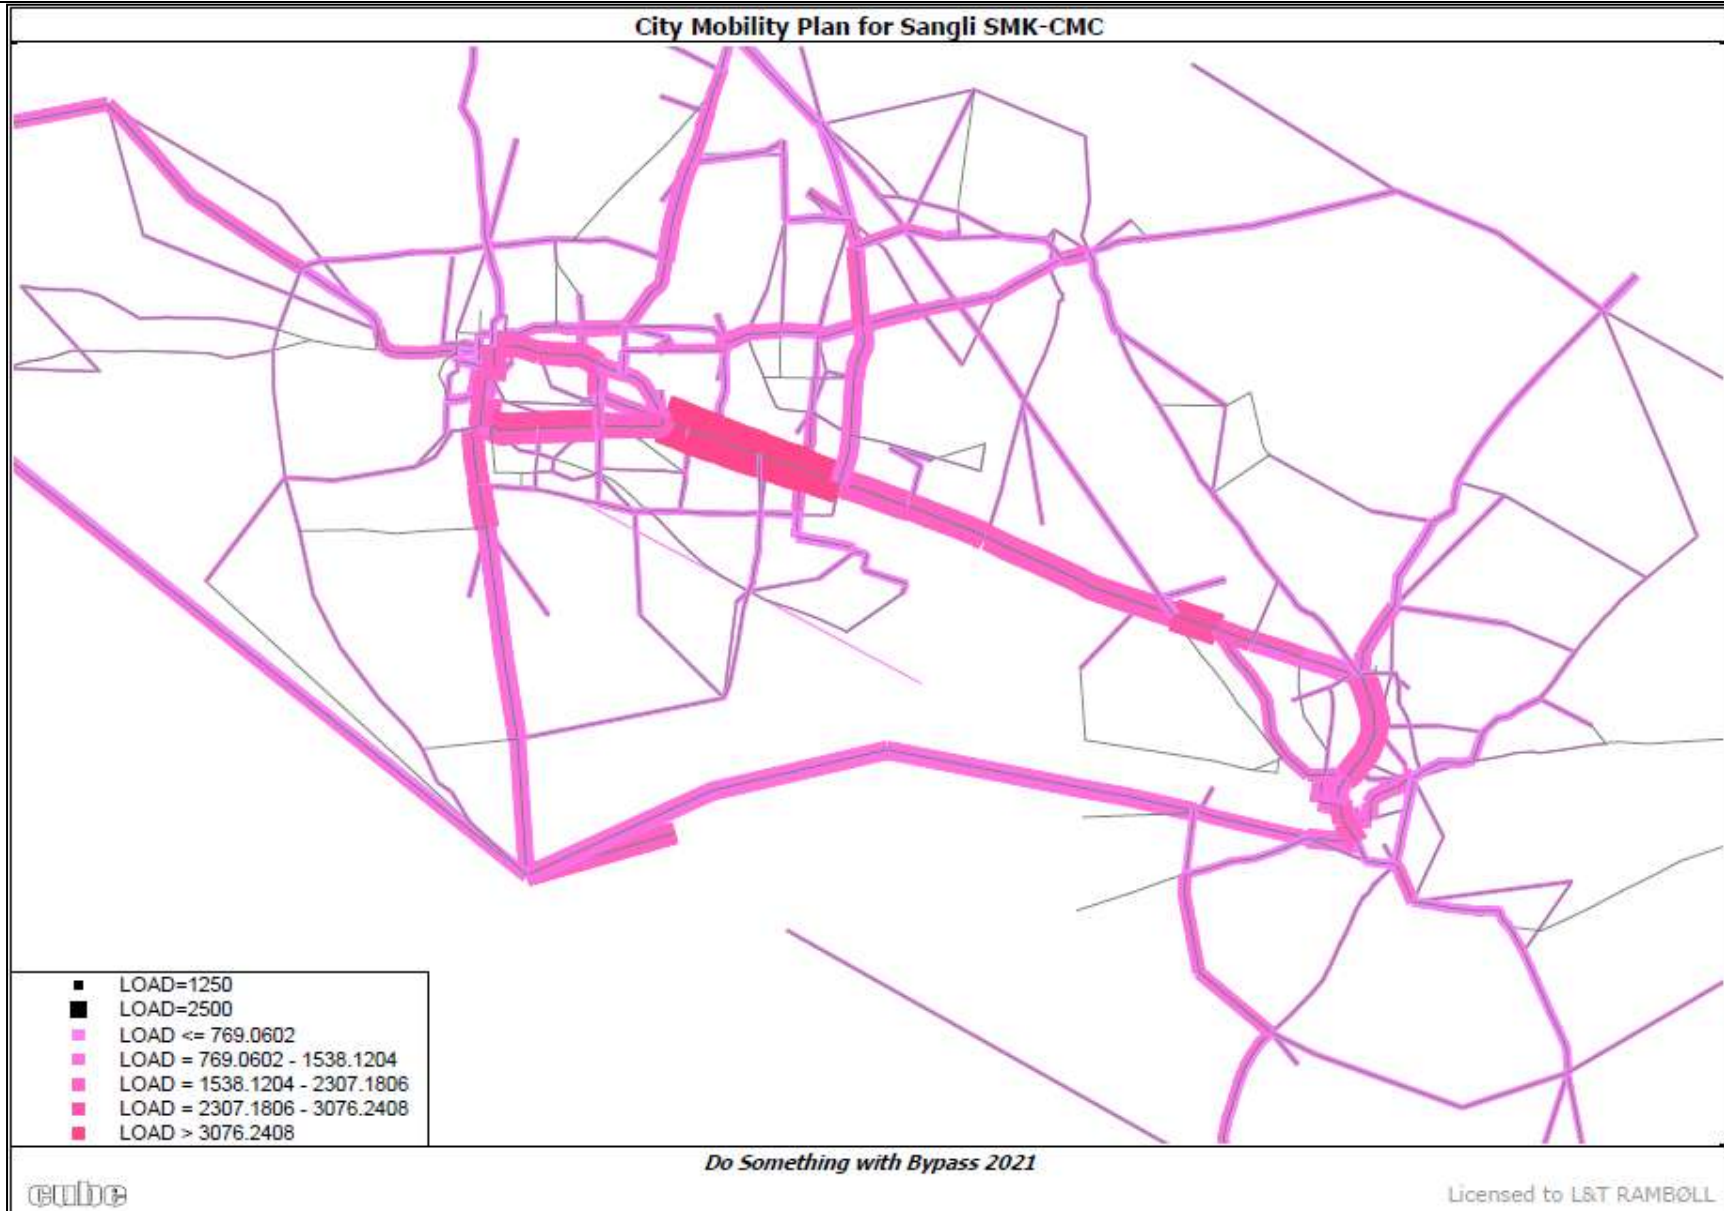 City Mobility Plan for Sangli SMK-CMC
LOAD=1250
LOAD=2500
LOAD <= 769.0602
LOAD = 769.0602 - 1538.1204
LOAD = 1538.1204 - 2307.1806
LOAD = 2307.1806 - 3076.2408
LOAD > 3076.2408
Do Something with Bypass 2021
cube
Licensed to L&T RAMBØLL